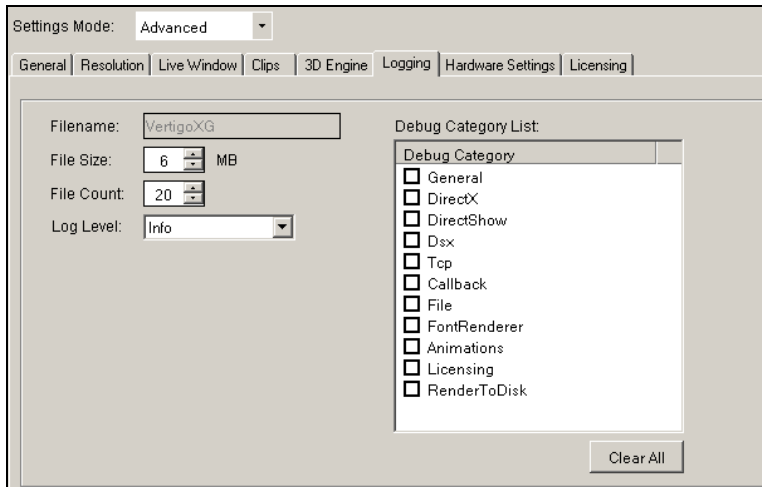 Settings Mode: Advanced
General Resolution Live Window Clips 3D Engine Logging Hardware Settings Licensing
Filename: VertigoXG
File Size: 6 MB
File Count: 20
Log Level: Info
Debug Category List:
Debug Category
General
DirectX
DirectShow
Dsx
Tcp
Callback
File
FontRenderer
Animations
Licensing
RenderToDisk
Clear All